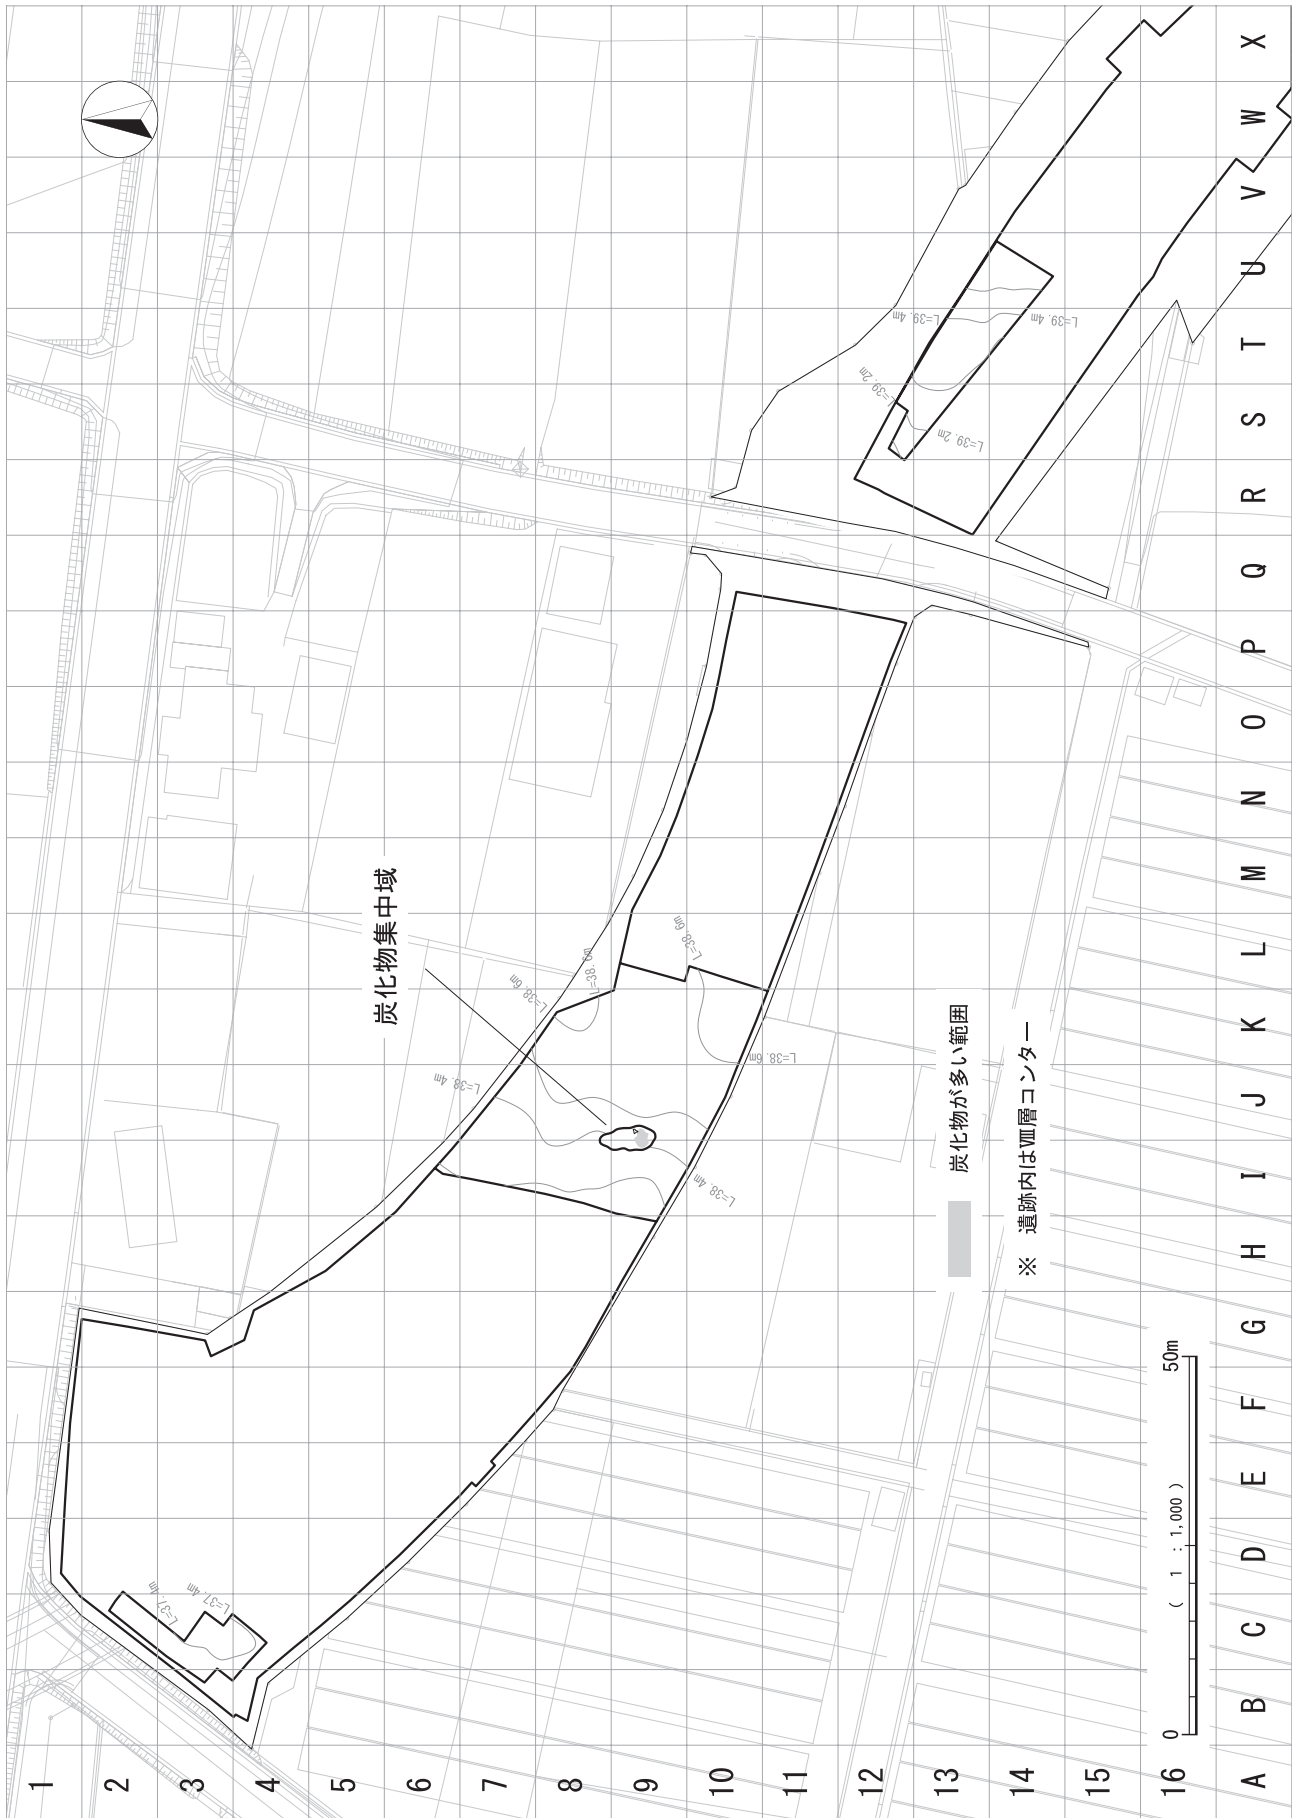 炭化物集中域
L=37.4m
L=37.4m
L=38.4m
L=38.4m
L=38.6m
L=38.6m
L=38.6m
L=38.6m
L=39.2m
L=39.2m
L=39.4m
L=39.4m
炭化物が多い範囲
※ 遺跡内はⅧ層コンター
0 ( 1 : 1,000 ) 50m
1 2 3 4 5 6 7 8 9 10 11 12 13 14 15 16
A B C D E F G H I J K L M N O P Q R S T U V W X